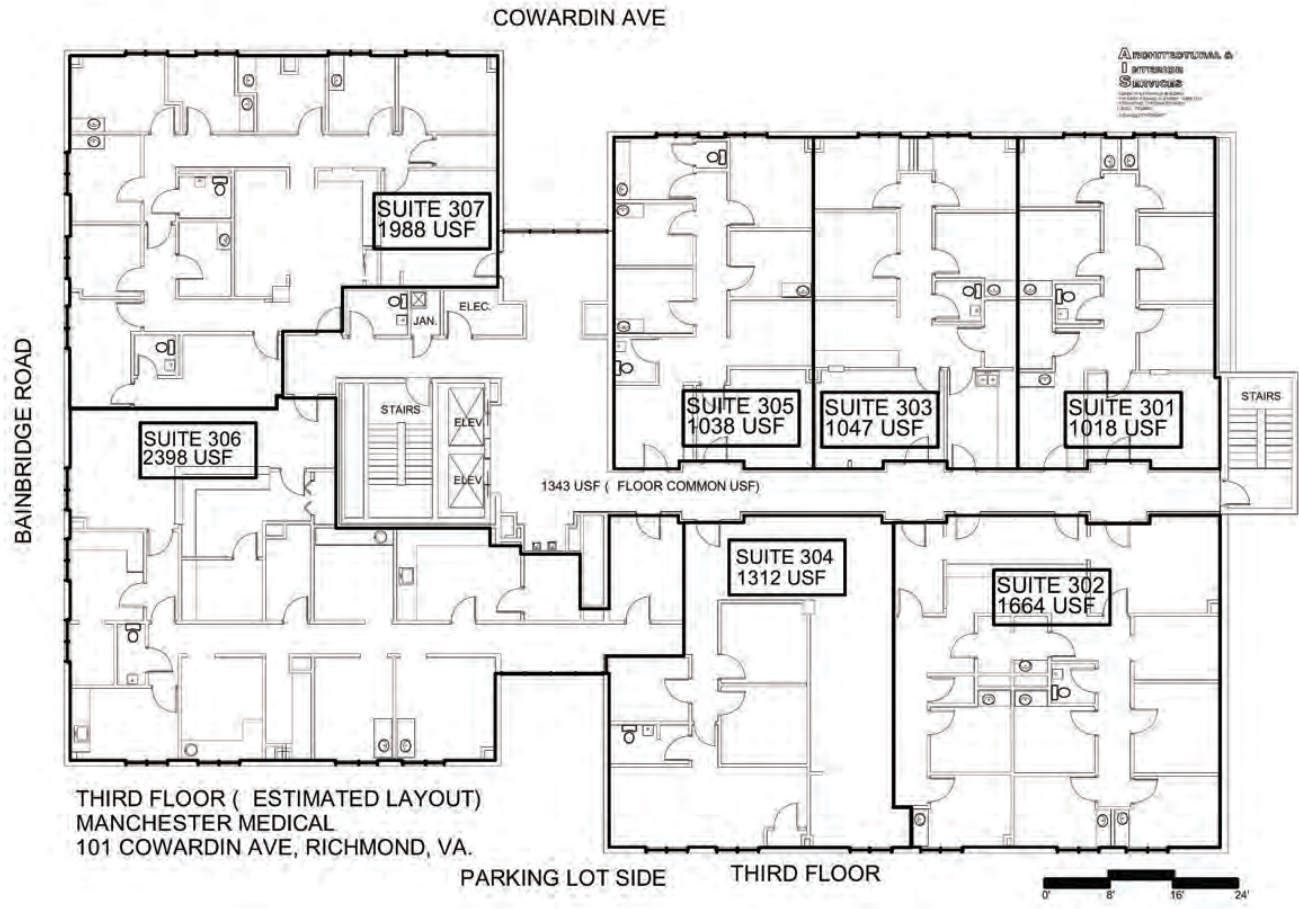 COWARDIN AVE
ARCHITECTURAL &
INTERIOR
SERVICES
SUITE 307
1988 USF
JAN.
ELEC.
BAINBRIDGE ROAD
STAIRS
ELEV.
ELEV.
SUITE 305
1038 USF
SUITE 303
1047 USF
SUITE 301
1018 USF
STAIRS
SUITE 306
2398 USF
1343 USF ( FLOOR COMMON USF)
SUITE 304
1312 USF
SUITE 302
1664 USF
THIRD FLOOR ( ESTIMATED LAYOUT)
MANCHESTER MEDICAL
101 COWARDIN AVE, RICHMOND, VA.
PARKING LOT SIDE
THIRD FLOOR
0' 8' 16' 24'